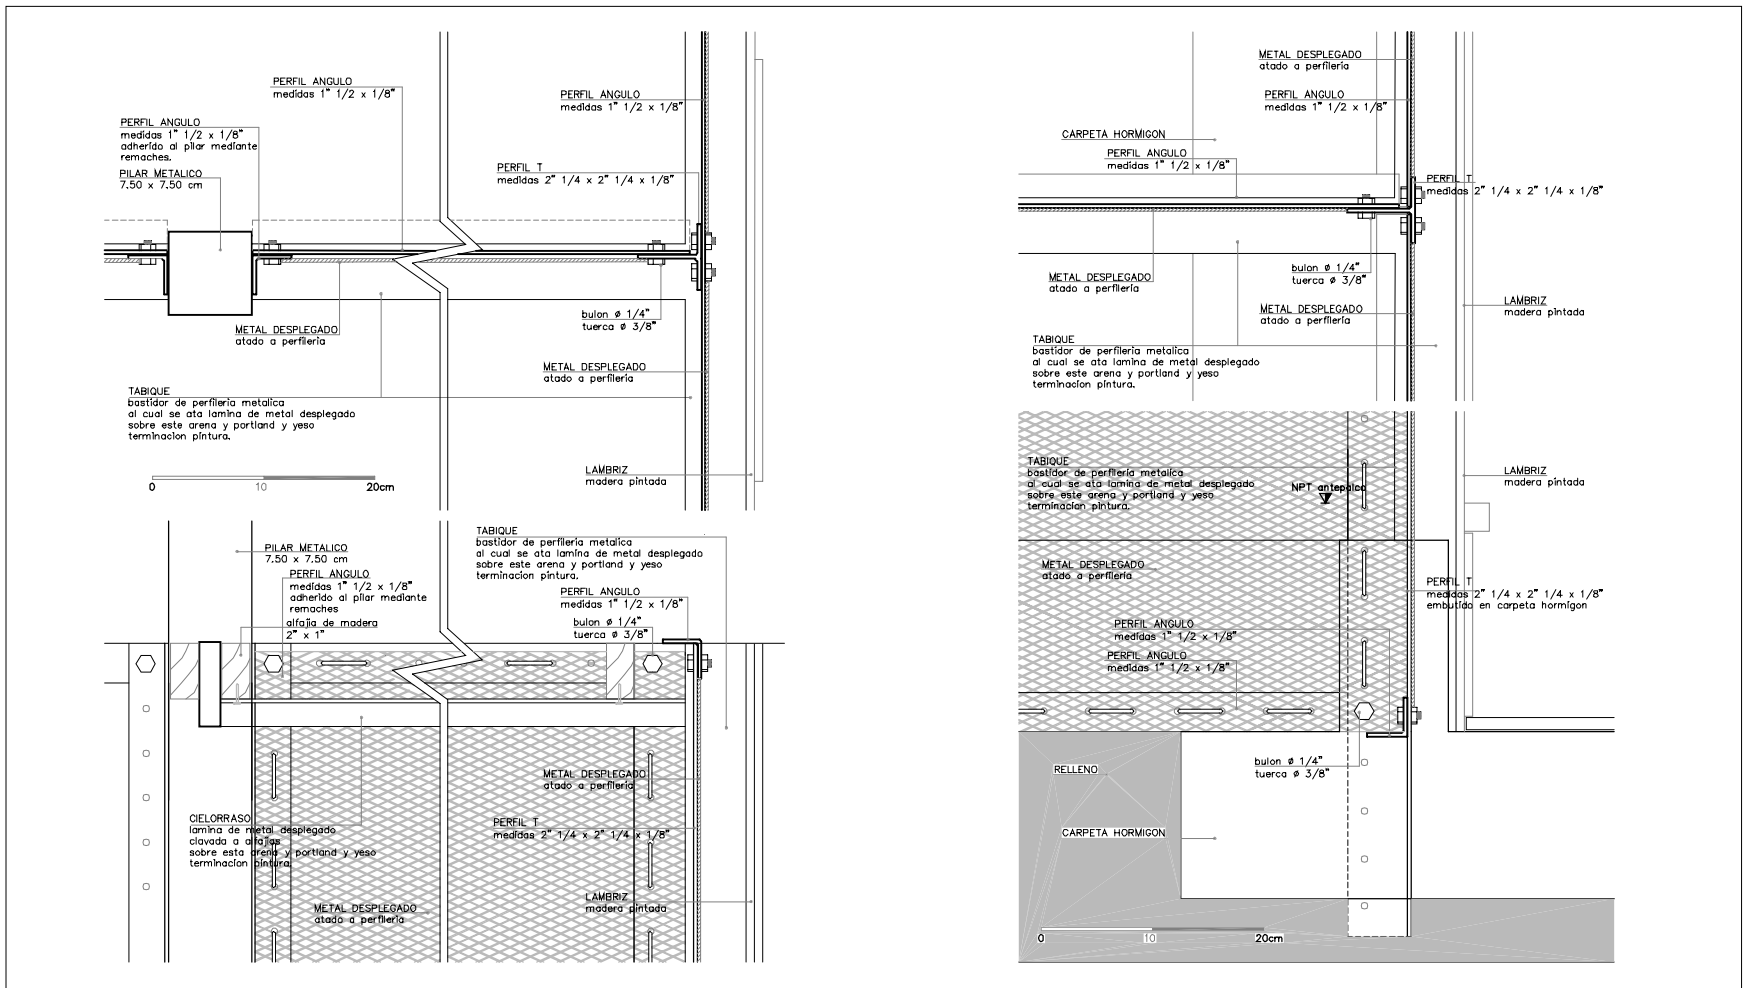 PERFIL ANGULO
medidas 1" 1/2 x 1/8"
PERFIL ANGULO
medidas 1" 1/2 x 1/8"
PERFIL ANGULO
medidas 1" 1/2 x 1/8"
adherido al pilar mediante
remaches.
PILAR METALICO
7.50 x 7.50 cm
PERFIL T
medidas 2" 1/4 x 2" 1/4 x 1/8"
METAL DESPLEGADO
atado a perfileria
bulon ø 1/4"
tuerca ø 3/8"
METAL DESPLEGADO
atado a perfileria
TABIQUE
bastidor de perfileria metalica
al cual se ata lamina de metal desplegado
sobre este arena y portland y yeso
terminacion pintura.
LAMBRIZ
madera pintada
0 10 20cm
TABIQUE
bastidor de perfileria metalica
al cual se ata lamina de metal desplegado
sobre este arena y portland y yeso
terminacion pintura.
PILAR METALICO
7.50 x 7.50 cm
PERFIL ANGULO
medidas 1" 1/2 x 1/8"
adherido al pilar mediante
remaches
alfajia de madera
2" x 1"
PERFIL ANGULO
medidas 1" 1/2 x 1/8"
bulon ø 1/4"
tuerca ø 3/8"
METAL DESPLEGADO
atado a perfileria
CIELORRASO
lamina de metal desplegado
clavada a alfajias
sobre esta arena y portland y yeso
terminacion pintura.
PERFIL T
medidas 2" 1/4 x 2" 1/4 x 1/8"
METAL DESPLEGADO
atado a perfileria
LAMBRIZ
madera pintada
METAL DESPLEGADO
atado a perfileria
PERFIL ANGULO
medidas 1" 1/2 x 1/8"
CARPETA HORMIGON
PERFIL ANGULO
medidas 1" 1/2 x 1/8"
PERFIL T
medidas 2" 1/4 x 2" 1/4 x 1/8"
METAL DESPLEGADO
atado a perfileria
bulon ø 1/4"
tuerca ø 3/8"
METAL DESPLEGADO
atado a perfileria
LAMBRIZ
madera pintada
TABIQUE
bastidor de perfileria metalica
al cual se ata lamina de metal desplegado
sobre este arena y portland y yeso
terminacion pintura.
TABIQUE
bastidor de perfileria metalica
al cual se ata lamina de metal desplegado
sobre este arena y portland y yeso
terminacion pintura.
NPT antepalco
LAMBRIZ
madera pintada
METAL DESPLEGADO
atado a perfileria
PERFIL T
medidas 2" 1/4 x 2" 1/4 x 1/8"
embutido en carpeta hormigon
PERFIL ANGULO
medidas 1" 1/2 x 1/8"
PERFIL ANGULO
medidas 1" 1/2 x 1/8"
bulon ø 1/4"
tuerca ø 3/8"
RELLENO
CARPETA HORMIGON
0 10 20cm